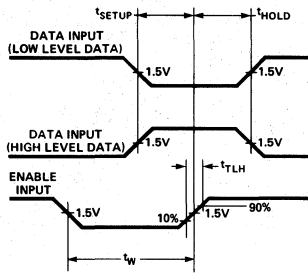 tSETUP
tHOLD
DATA INPUT
(LOW LEVEL DATA)
1.5V
1.5V
DATA INPUT
(HIGH LEVEL DATA)
1.5V
1.5V
tTLH
ENABLE
INPUT
1.5V
10%
1.5V
90%
tW